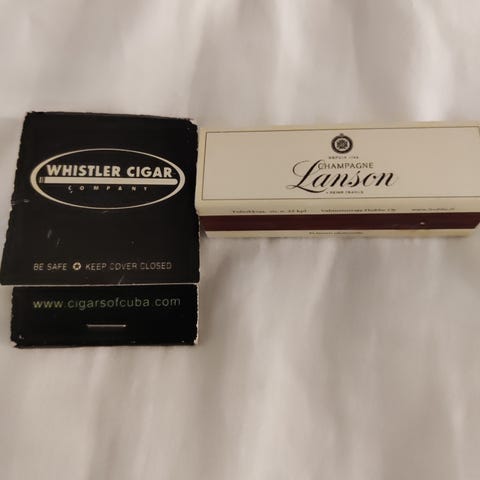 WHISTLER CIGAR
COMPANY
BE SAFE ✪ KEEP COVER CLOSED
www.cigarsofcuba.com
DEPUIS 1760
CHAMPAGNE
Lanson
REIMS FRANCE